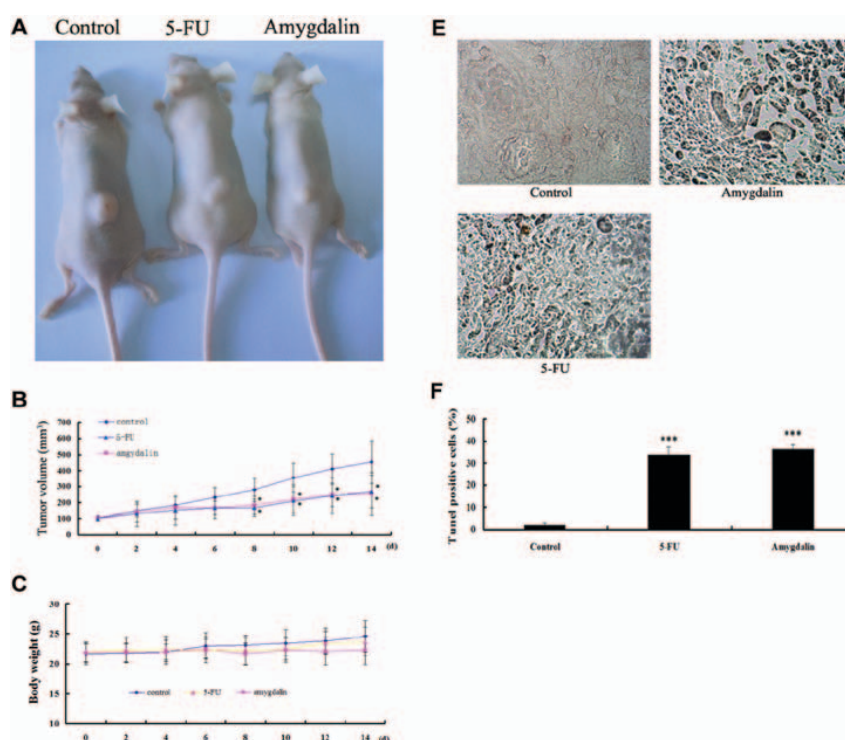 A
Control 5-FU Amygdalin
B
Tumor volume (mm³)
700
600
500
400
300
200
100
0
control
5-FU
amgydalin
0 2 4 6 8 10 12 14
(d)
* * * *
* * * *
C
Body weight (g)
30
25
20
15
10
control 5-FU amygdalin
0 2 4 6 8 10 12 14
(d)
E
Control
Amygdalin
5-FU
F
Tunel positive cells (%)
50
40
30
20
10
0
***
***
Control 5-FU Amygdalin